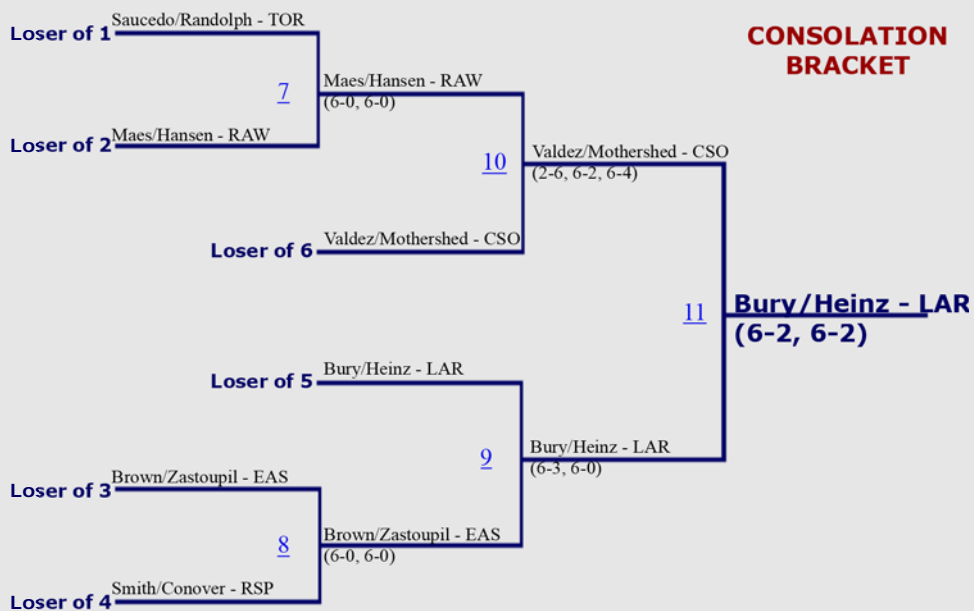 Saucedo/Randolph - TOR
Loser of 1
CONSOLATION
BRACKET
7
Maes/Hansen - RAW
(6-0, 6-0)
Maes/Hansen - RAW
Loser of 2
10
Valdez/Mothershed - CSO
(2-6, 6-2, 6-4)
Valdez/Mothershed - CSO
Loser of 6
11
Bury/Heinz - LAR
(6-2, 6-2)
Bury/Heinz - LAR
Loser of 5
9
Bury/Heinz - LAR
(6-3, 6-0)
Brown/Zastoupil - EAS
Loser of 3
8
Brown/Zastoupil - EAS
(6-0, 6-0)
Smith/Conover - RSP
Loser of 4